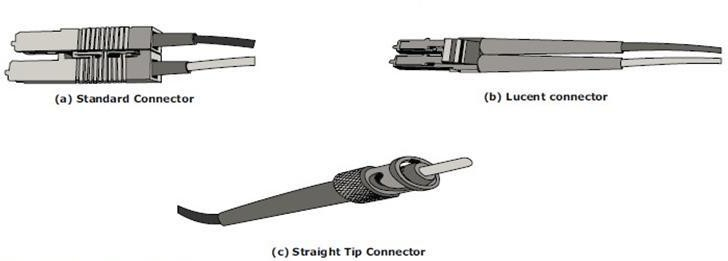 (a) Standard Connector
(b) Lucent connector
(c) Straight Tip Connector